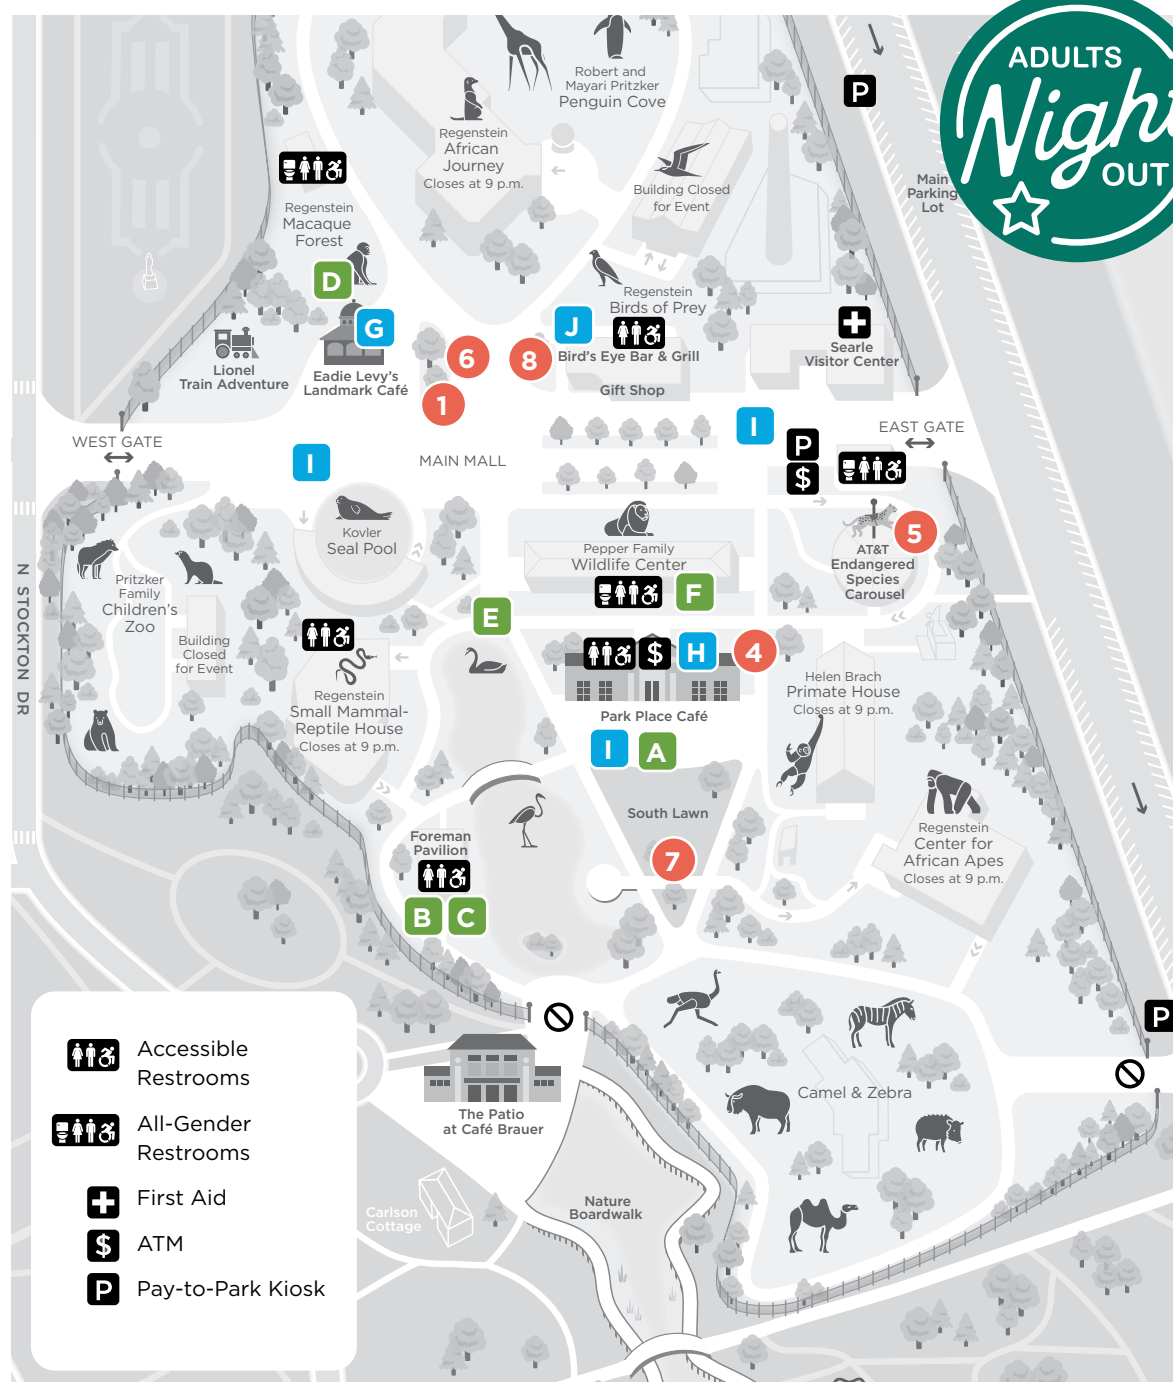 ADULTS
Night
OUT
P
Robert and
Mayari Pritzker
Penguin Cove
Regenstein
African
Journey
Closes at 9 p.m.
Building Closed
for Event
Main
Parking
Lot
Regenstein
Macaque
Forest
D
G
Regenstein
Birds of Prey
J
Bird's Eye Bar & Grill
Gift Shop
6
8
1
Searle
Visitor Center
Lionel
Train Adventure
Eadie Levy's
Landmark Café
WEST GATE
I
MAIN MALL
I
P
$
EAST GATE
Kovler
Seal Pool
Pepper Family
Wildlife Center
F
5
AT&T
Endangered
Species
Carousel
N STOCKTON DR
Pritzker
Family
Children's
Zoo
Building
Closed
for Event
E
Regenstein
Small Mammal-
Reptile House
Closes at 9 p.m.
$
H
4
Park Place Café
I
A
Helen Brach
Primate House
Closes at 9 p.m.
South Lawn
7
Foreman
Pavilion
B
C
Regenstein
Center for
African Apes
Closes at 9 p.m.
P
The Patio
at Café Brauer
Camel & Zebra
Nature
Boardwalk
Carlson
Cottage
Accessible
Restrooms
All-Gender
Restrooms
First Aid
$ ATM
P Pay-to-Park Kiosk